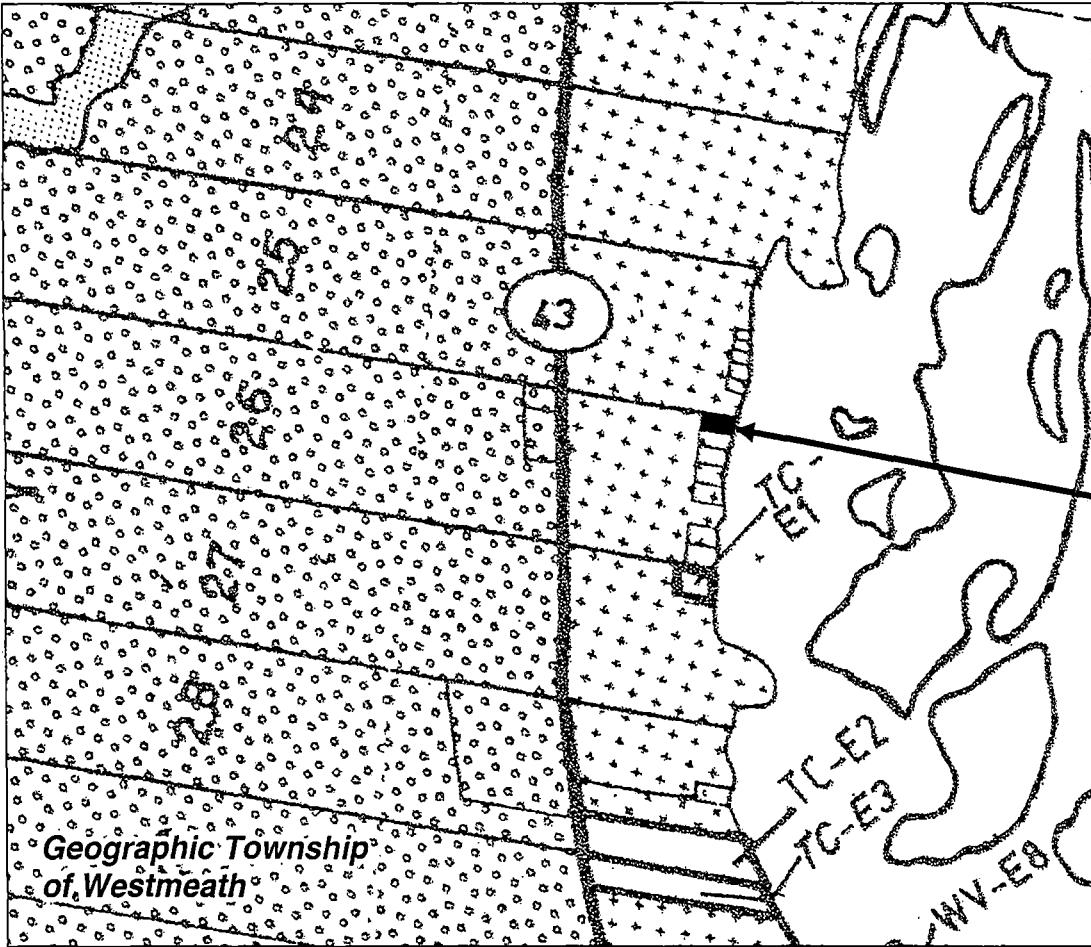 24
25
43
26
TC-
E1
27
28
TC-E2
TC-E3
Geographic Township
of Westmeath
WV-E8